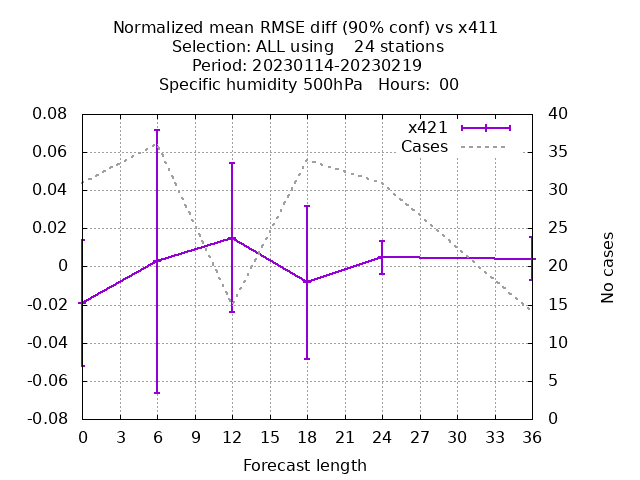 Normalized mean RMSE diff (90% conf) vs x411
Selection: ALL using    24 stations
Period: 20230114-20230219
Specific humidity 500hPa   Hours:  00
x421
Cases
0.08
0.06
0.04
0.02
0
-0.02
-0.04
-0.06
-0.08
40
35
30
25
20
15
10
5
0
No cases
0 3 6 9 12 15 18 21 24 27 30 33 36
Forecast length